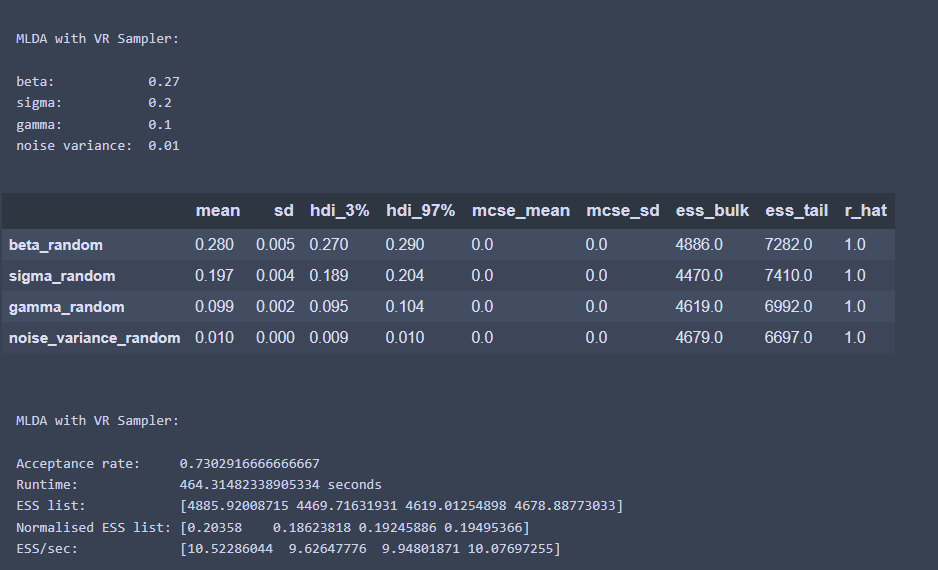 MLDA with VR Sampler:
beta: 0.27
sigma: 0.2
gamma: 0.1
noise variance: 0.01
mean sd hdi_3% hdi_97% mcse_mean mcse_sd ess_bulk ess_tail r_hat
beta_random 0.280 0.005 0.270 0.290 0.0 0.0 4886.0 7282.0 1.0
sigma_random 0.197 0.004 0.189 0.204 0.0 0.0 4470.0 7410.0 1.0
gamma_random 0.099 0.002 0.095 0.104 0.0 0.0 4619.0 6992.0 1.0
noise_variance_random 0.010 0.000 0.009 0.010 0.0 0.0 4679.0 6697.0 1.0
MLDA with VR Sampler:
Acceptance rate: 0.7302916666666667
Runtime: 464.31482338905334 seconds
ESS list: [4885.92008715 4469.71631931 4619.01254898 4678.88773033]
Normalised ESS list: [0.20358 0.18623818 0.19245886 0.19495366]
ESS/sec: [10.52286044 9.62647776 9.94801871 10.07697255]